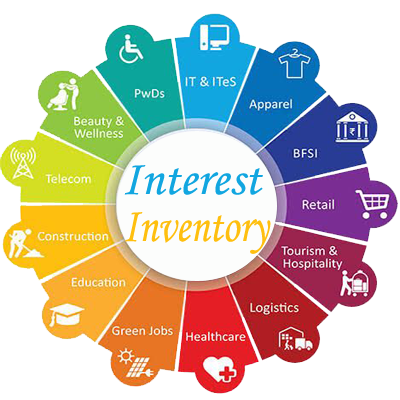 Interest
Inventory
IT & ITeS
Apparel
BFSI
Retail
Tourism &
Hospitality
Logistics
Healthcare
Green Jobs
Education
Construction
Telecom
Beauty &
Wellness
PwDs